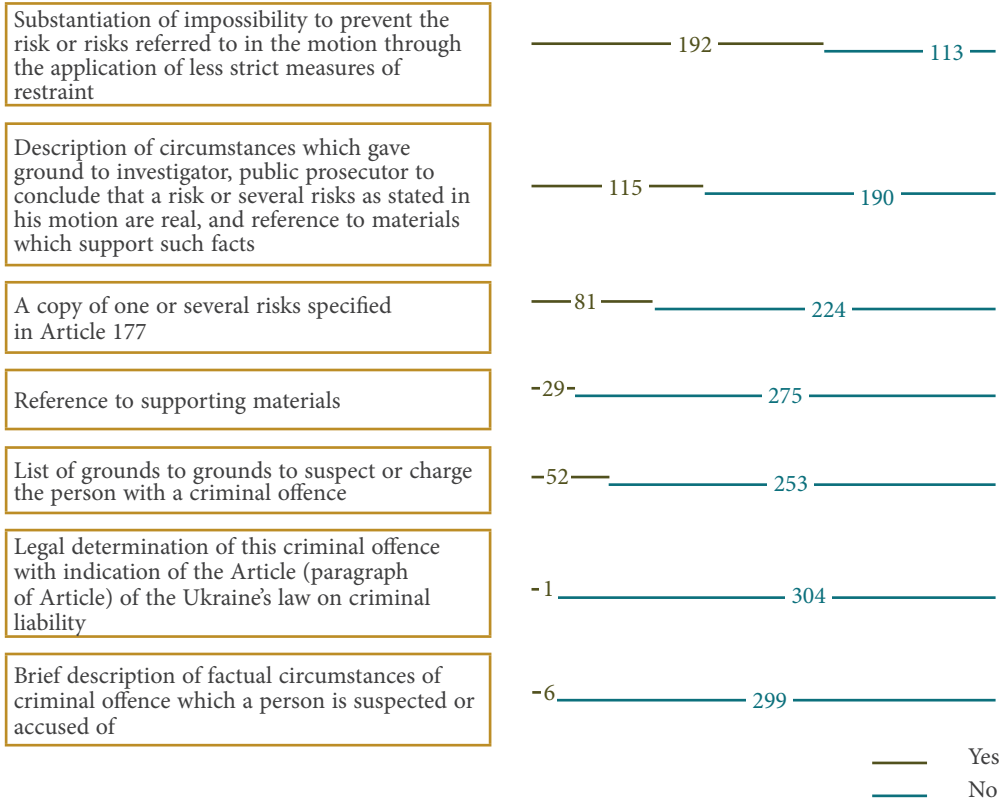 Substantiation of impossibility to prevent the
risk or risks referred to in the motion through
the application of less strict measures of
restraint
192
113
Description of circumstances which gave
ground to investigator, public prosecutor to
conclude that a risk or several risks as stated in
his motion are real, and reference to materials
which support such facts
115
190
A copy of one or several risks specified
in Article 177
81
224
Reference to supporting materials
29
275
List of grounds to grounds to suspect or charge
the person with a criminal offence
52
253
Legal determination of this criminal offence
with indication of the Article (paragraph
of Article) of the Ukraine's law on criminal
liability
1
304
Brief description of factual circumstances of
criminal offence which a person is suspected or
accused of
6
299
Yes
No